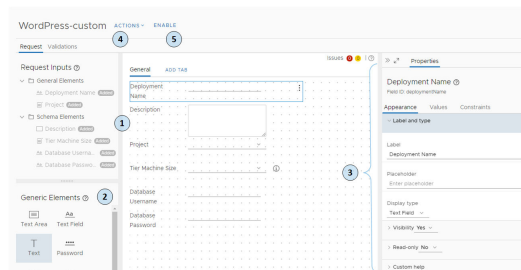 WordPress-custom ACTIONS ENABLE
4 5
Request Validations
Request Inputs
General Elements
Deployment Name
Project
Schema Elements
Description
Tier Machine Size
Database Userna...
Database Passwo...
Generic Elements 2
Text Area Text Field
Text Password
Issues
General ADD TAB
Deployment
Name
1
Description
Project
Tier Machine Size
Database
Username
Database
Password
3
Properties
Deployment Name
Field ID: deploymentName
Appearance Values Constraints
Label and type
Label
Deployment Name
Placeholder
Enter placeholder
Display type
Text Field
Visibility Yes
Read-only No
Custom help